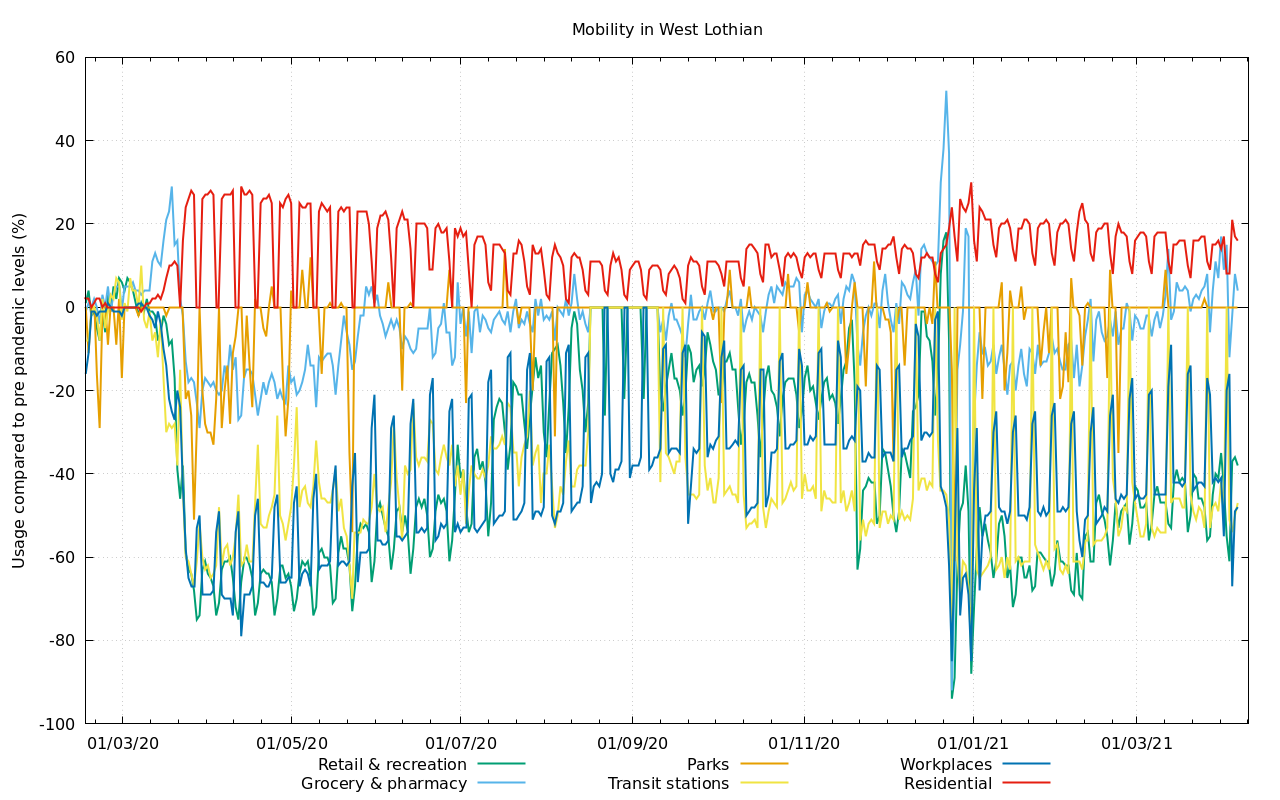 Mobility in West Lothian
Usage compared to pre pandemic levels (%)
60
40
20
0
-20
-40
-60
-80
-100
01/03/20 01/05/20 01/07/20 01/09/20 01/11/20 01/01/21 01/03/21
Retail & recreation Parks Workplaces
Grocery & pharmacy Transit stations Residential